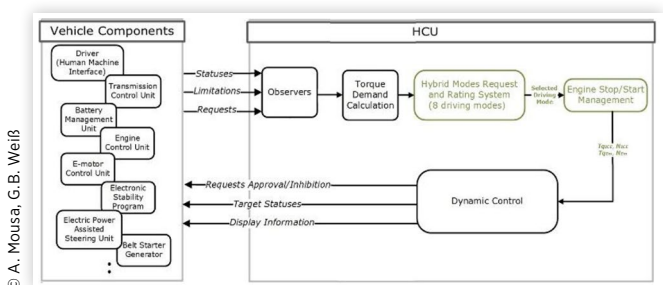 Vehicle Components
HCU
Driver
(Human Machine
Interface)
Transmission
Control Unit
Battery
Management
Unit
Engine
Control Unit
E-motor
Control Unit
Electronic
Stability
Program
Electric Power
Assisted
Steering Unit
Belt Starter
Generator
Statuses
Limitations
Requests
Observers
Torque
Demand
Calculation
Hybrid Modes Request
and Rating System
(8 driving modes)
Selected
Driving
Mode
Engine Stop/Start
Management
Requests Approval/Inhibition
Target Statuses
Display Information
Dynamic Control
© A. Mousa, G.B. Weiß